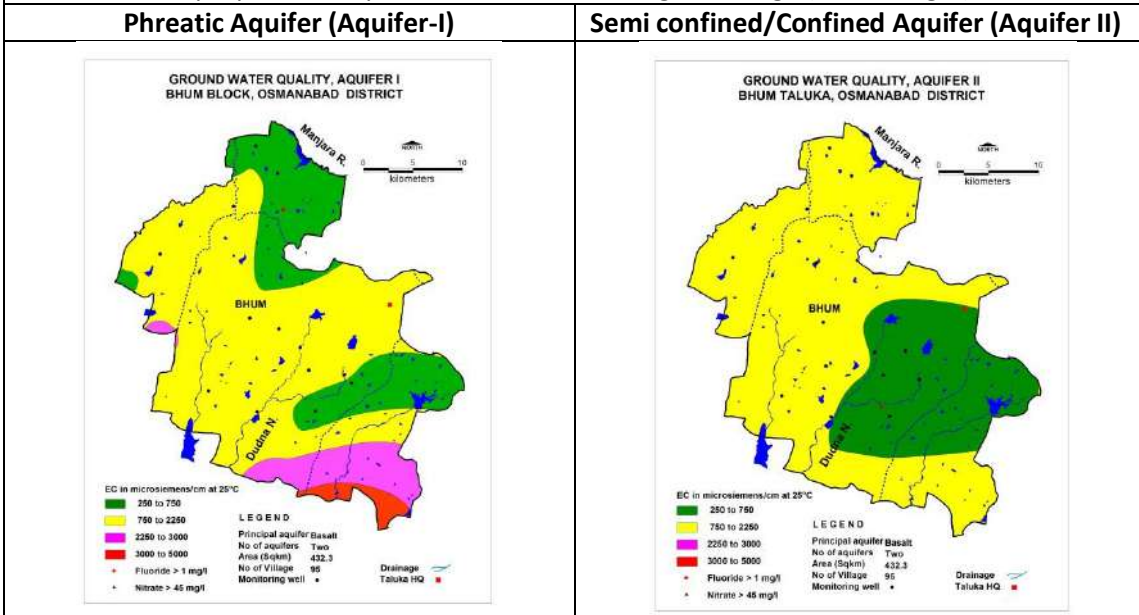 Phreatic Aquifer (Aquifer-I)
Semi confined/Confined Aquifer (Aquifer II)
GROUND WATER QUALITY, AQUIFER I
BHUM BLOCK, OSMANABAD DISTRICT
Manjara R.
NORTH
0 5 10
kilometers
BHUM
Dudna N.
EC in microsiemens/cm at 25°C
250 to 750
750 to 2250
2250 to 3000
3000 to 5000
Fluoride > 1 mg/l
Nitrate > 45 mg/l
LEGEND
Principal aquifer Basalt
No of aquifers Two
Area (Sqkm) 432.3
No of Village 95
Monitoring well
Drainage
Taluka HQ
GROUND WATER QUALITY, AQUIFER II
BHUM TALUKA, OSMANABAD DISTRICT
Manjara R.
NORTH
0 5 10
kilometers
BHUM
Dudna N.
EC in microsiemens/cm at 25°C
250 to 750
750 to 2250
2250 to 3000
3000 to 5000
Fluoride > 1 mg/l
Nitrate > 45 mg/l
LEGEND
Principal aquifer Basalt
No of aquifers Two
Area (Sqkm) 432.3
No of Village 95
Monitoring well
Drainage
Taluka HQ